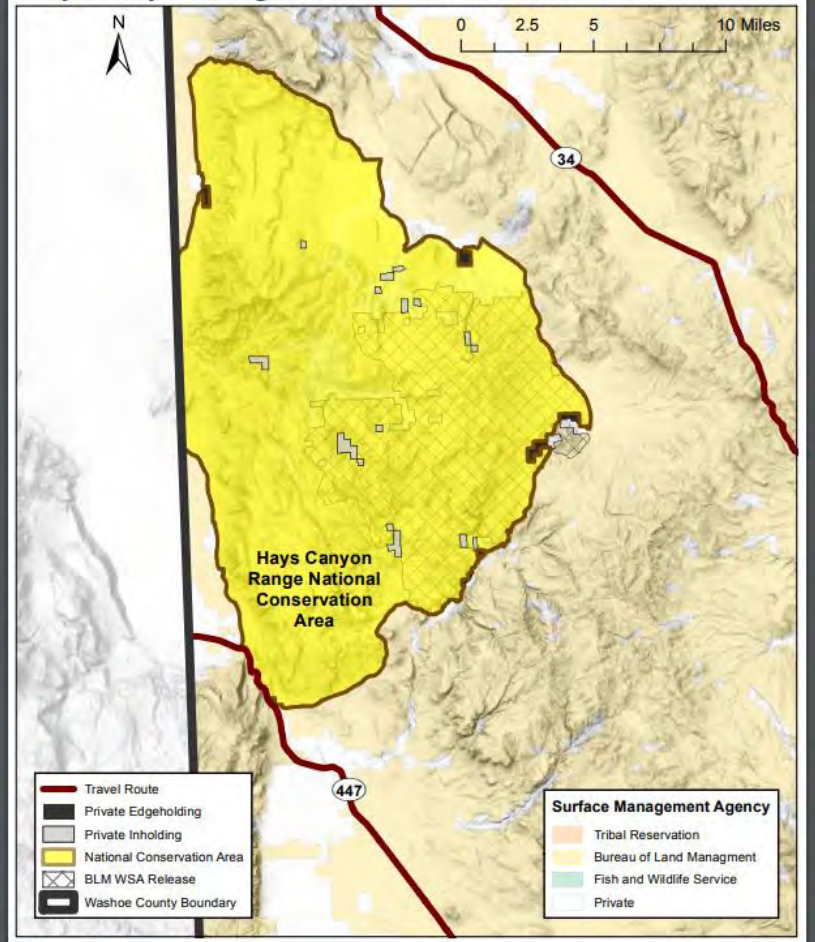 N
0 2.5 5 10 Miles
34
Hays Canyon
Range National
Conservation
Area
447
Travel Route
Private Edgeholding
Private Inholding
National Conservation Area
BLM WSA Release
Washoe County Boundary
Surface Management Agency
Tribal Reservation
Bureau of Land Managment
Fish and Wildlife Service
Private